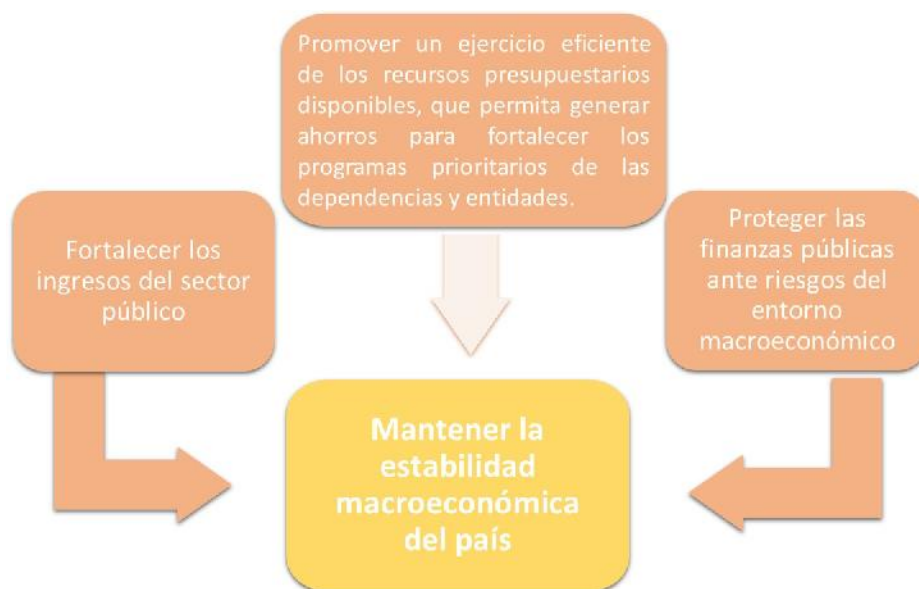 Promover un ejercicio eficiente
de los recursos presupuestarios
disponibles, que permita generar
ahorros para fortalecer los
programas prioritarios de las
dependencias y entidades.
Fortalecer los
ingresos del sector
público
Proteger las
finanzas públicas
ante riesgos del
entorno
macroeconómico
Mantener la
estabilidad
macroeconómica
del país